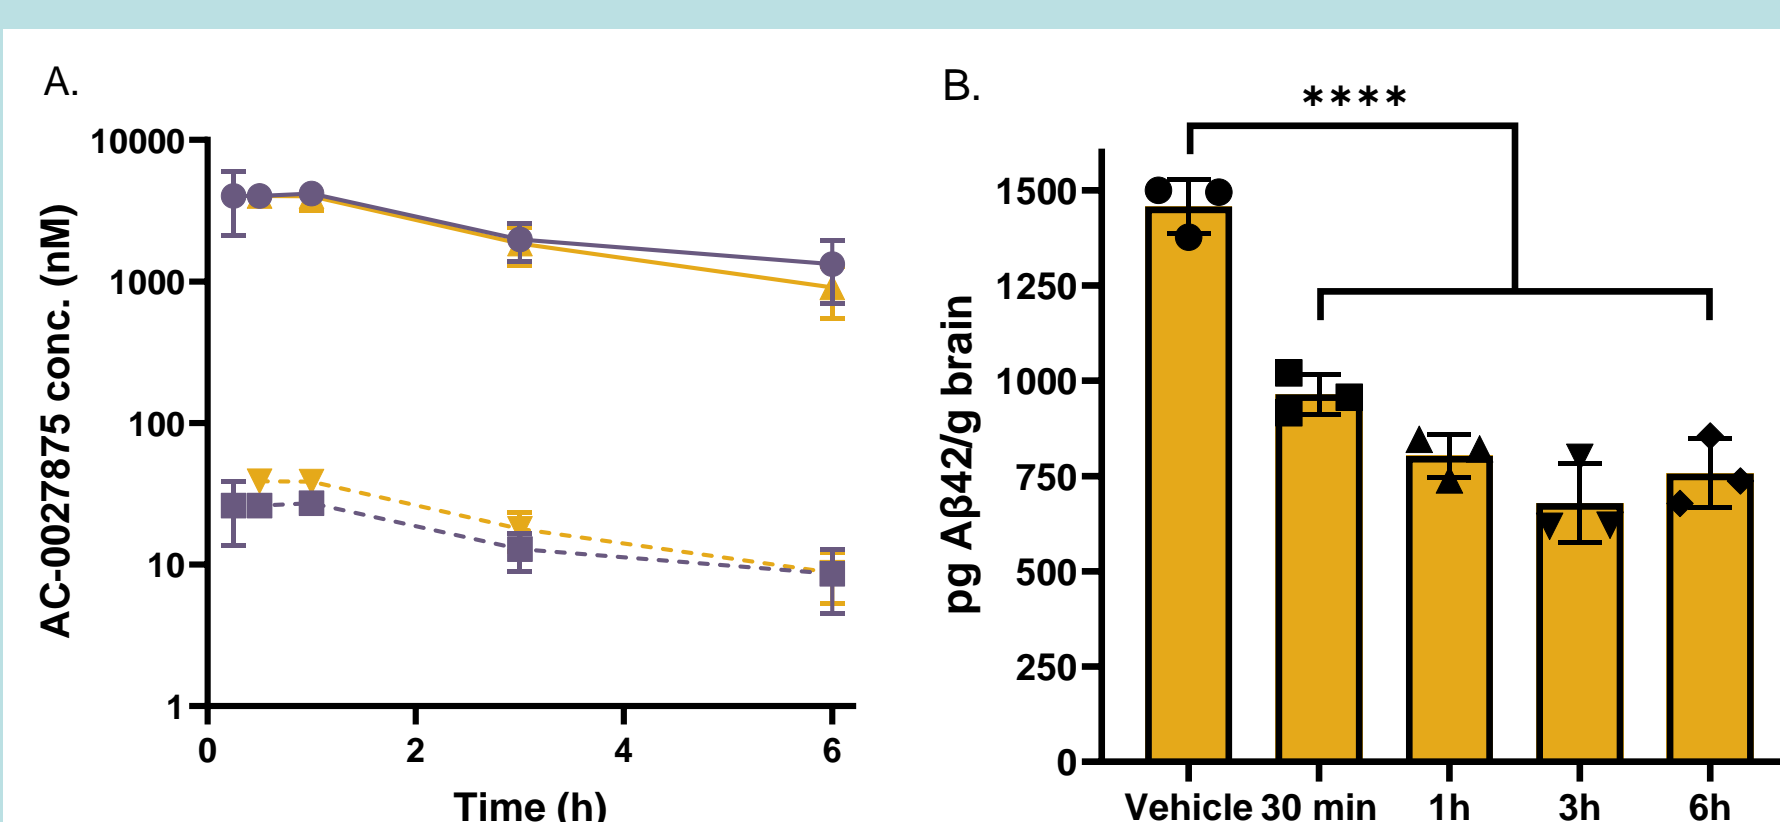 A.
10000
1000
100
10
1
AC-0027875 conc. (nM)
0 2 4 6
Time (h)
B.
****
1500
1250
1000
750
500
250
0
pg Aβ42/g brain
Vehicle 30 min 1h 3h 6h